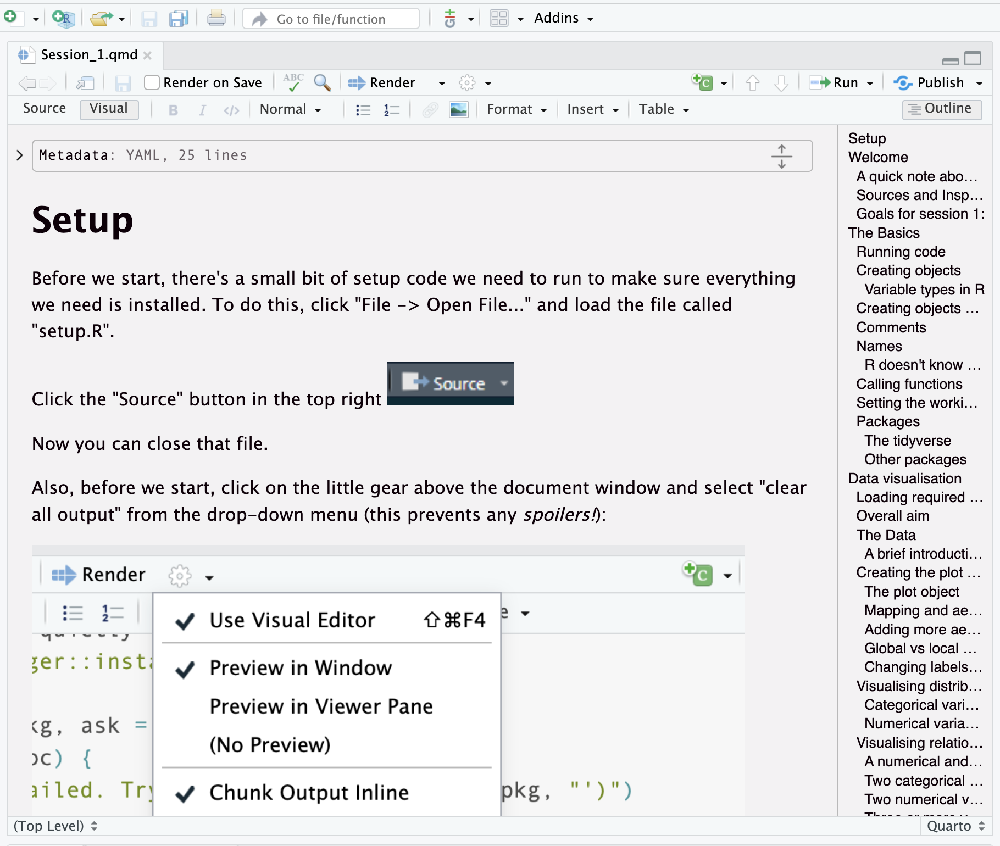 Go to file/function
Git
Addins
Session_1.qmd
Render on Save
ABC
Render
C
Run
Publish
Source
Visual
B
I
</>
Normal
Format
Insert
Table
Outline
Metadata: YAML, 25 lines
Setup
Before we start, there's a small bit of setup code we need to run to make sure everything
we need is installed. To do this, click "File -> Open File..." and load the file called
"setup.R".
Click the "Source" button in the top right
Source
Now you can close that file.
Also, before we start, click on the little gear above the document window and select "clear
all output" from the drop-down menu (this prevents any spoilers!):
Render
C
Use Visual Editor ⇧⌘F4
e
quietly
ger::insta
Preview in Window
Preview in Viewer Pane
kg, ask =
(No Preview)
oc) {
ailed. Try
Chunk Output Inline
pkg, "')")
Setup
Welcome
A quick note abo...
Sources and Insp...
Goals for session 1:
The Basics
Running code
Creating objects
Variable types in R
Creating objects ...
Comments
Names
R doesn't know ...
Calling functions
Setting the worki...
Packages
The tidyverse
Other packages
Data visualisation
Loading required ...
Overall aim
The Data
A brief introducti...
Creating the plot ...
The plot object
Mapping and ae...
Adding more ae...
Global vs local ...
Changing labels...
Visualising distrib...
Categorical vari...
Numerical varia...
Visualising relatio...
A numerical and...
Two categorical ...
Two numerical v...
(Top Level)
Quarto